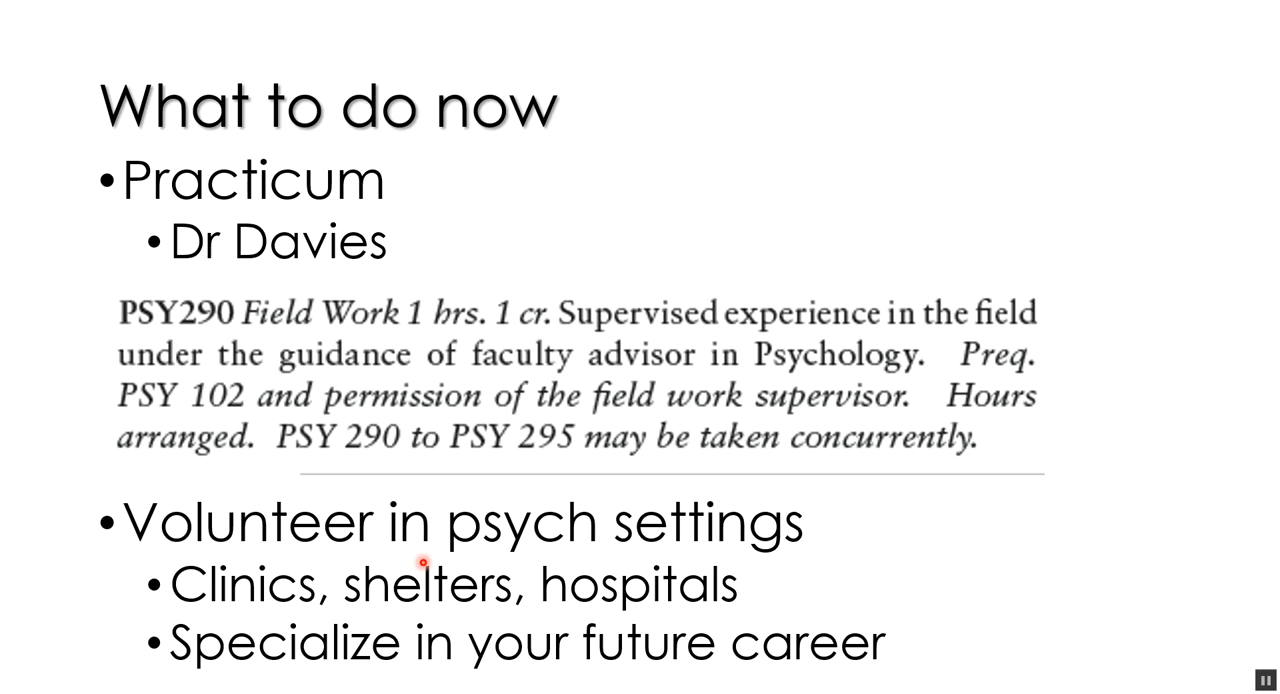 What to do now
•Practicum
•Dr Davies
PSY290 Field Work 1 hrs. 1 cr. Supervised experience in the field
under the guidance of faculty advisor in Psychology. Preq.
PSY 102 and permission of the field work supervisor. Hours
arranged. PSY 290 to PSY 295 may be taken concurrently.
•Volunteer in psych settings
•Clinics, shelters, hospitals
•Specialize in your future career